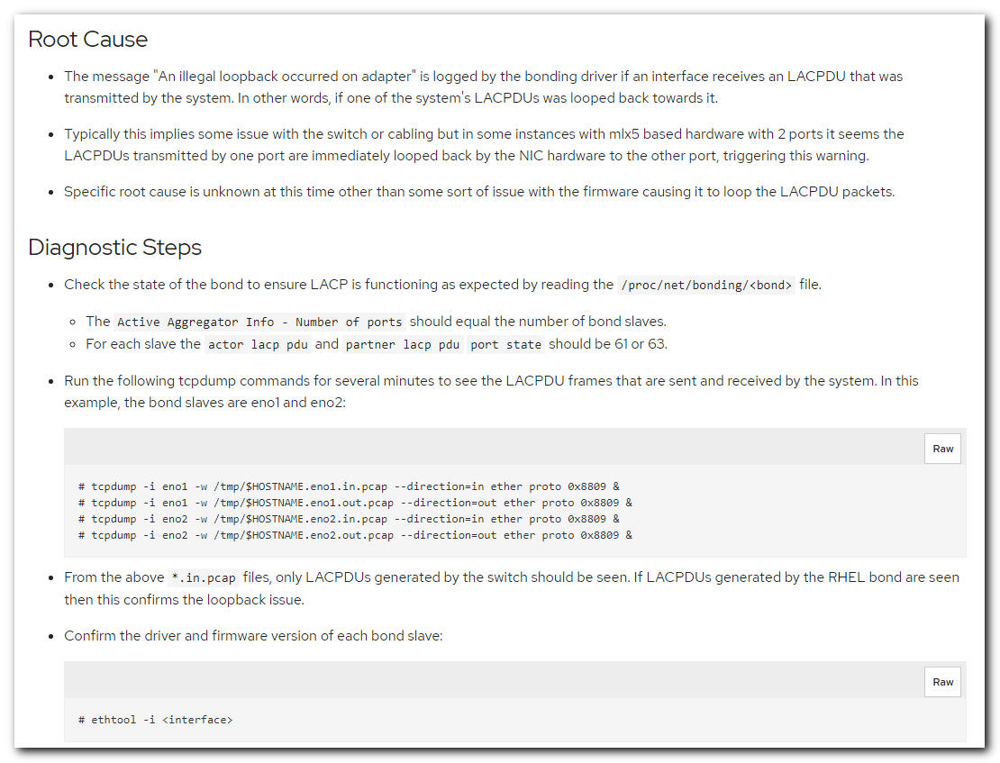 Root Cause
• The message "An illegal loopback occurred on adapter" is logged by the bonding driver if an interface receives an LACPDU that was
transmitted by the system. In other words, if one of the system's LACPDUs was looped back towards it.
• Typically this implies some issue with the switch or cabling but in some instances with mlx5 based hardware with 2 ports it seems the
LACPDUs transmitted by one port are immediately looped back by the NIC hardware to the other port, triggering this warning.
• Specific root cause is unknown at this time other than some sort of issue with the firmware causing it to loop the LACPDU packets.
Diagnostic Steps
• Check the state of the bond to ensure LACP is functioning as expected by reading the /proc/net/bonding/<bond> file.
◦ The Active Aggregator Info - Number of ports should equal the number of bond slaves.
◦ For each slave the actor lacp pdu and partner lacp pdu port state should be 61 or 63.
• Run the following tcpdump commands for several minutes to see the LACPDU frames that are sent and received by the system. In this
example, the bond slaves are eno1 and eno2:
Raw
# tcpdump -i eno1 -w /tmp/$HOSTNAME.eno1.in.pcap --direction=in ether proto 0x8809 &
# tcpdump -i eno1 -w /tmp/$HOSTNAME.eno1.out.pcap --direction=out ether proto 0x8809 &
# tcpdump -i eno2 -w /tmp/$HOSTNAME.eno2.in.pcap --direction=in ether proto 0x8809 &
# tcpdump -i eno2 -w /tmp/$HOSTNAME.eno2.out.pcap --direction=out ether proto 0x8809 &
• From the above *.in.pcap files, only LACPDUs generated by the switch should be seen. If LACPDUs generated by the RHEL bond are seen
then this confirms the loopback issue.
• Confirm the driver and firmware version of each bond slave:
Raw
# ethtool -i <interface>